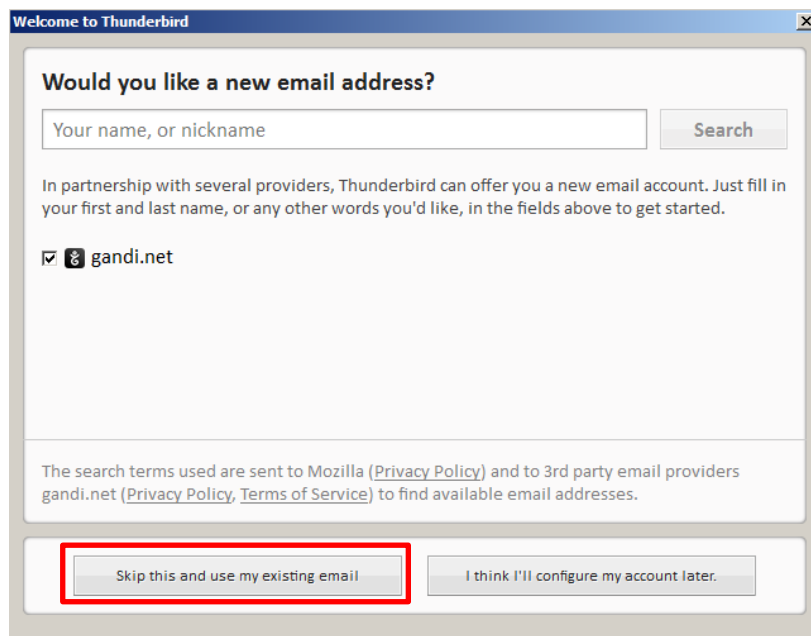 Welcome to Thunderbird
Would you like a new email address?
Your name, or nickname
Search
In partnership with several providers, Thunderbird can offer you a new email account. Just fill in
your first and last name, or any other words you'd like, in the fields above to get started.
gandi.net
The search terms used are sent to Mozilla (Privacy Policy) and to 3rd party email providers
gandi.net (Privacy Policy, Terms of Service) to find available email addresses.
Skip this and use my existing email
I think I'll configure my account later.